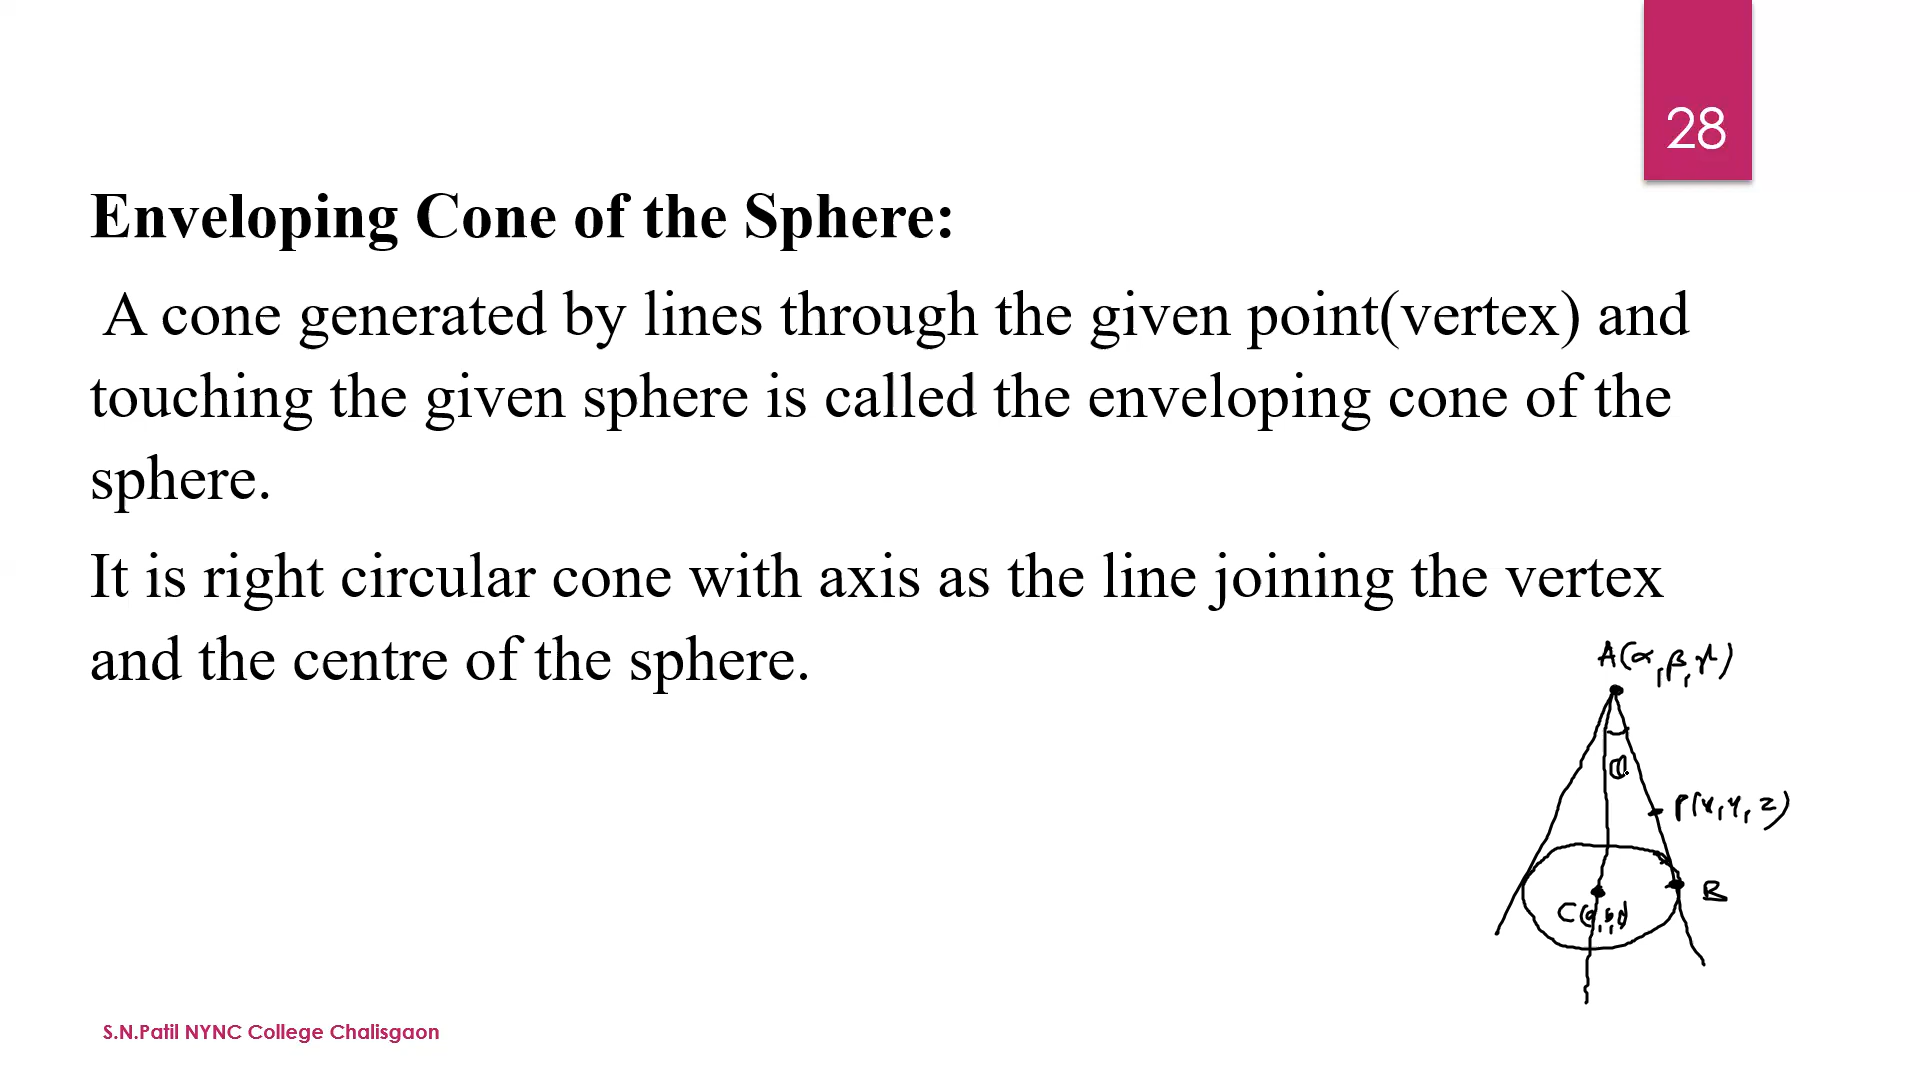 28
Enveloping Cone of the Sphere:
A cone generated by lines through the given point(vertex) and
touching the given sphere is called the enveloping cone of the
sphere.
It is right circular cone with axis as the line joining the vertex
and the centre of the sphere.
A(α,β,γ)
P(x,y,z)
B
S.N.Patil NYNC College Chalisgaon